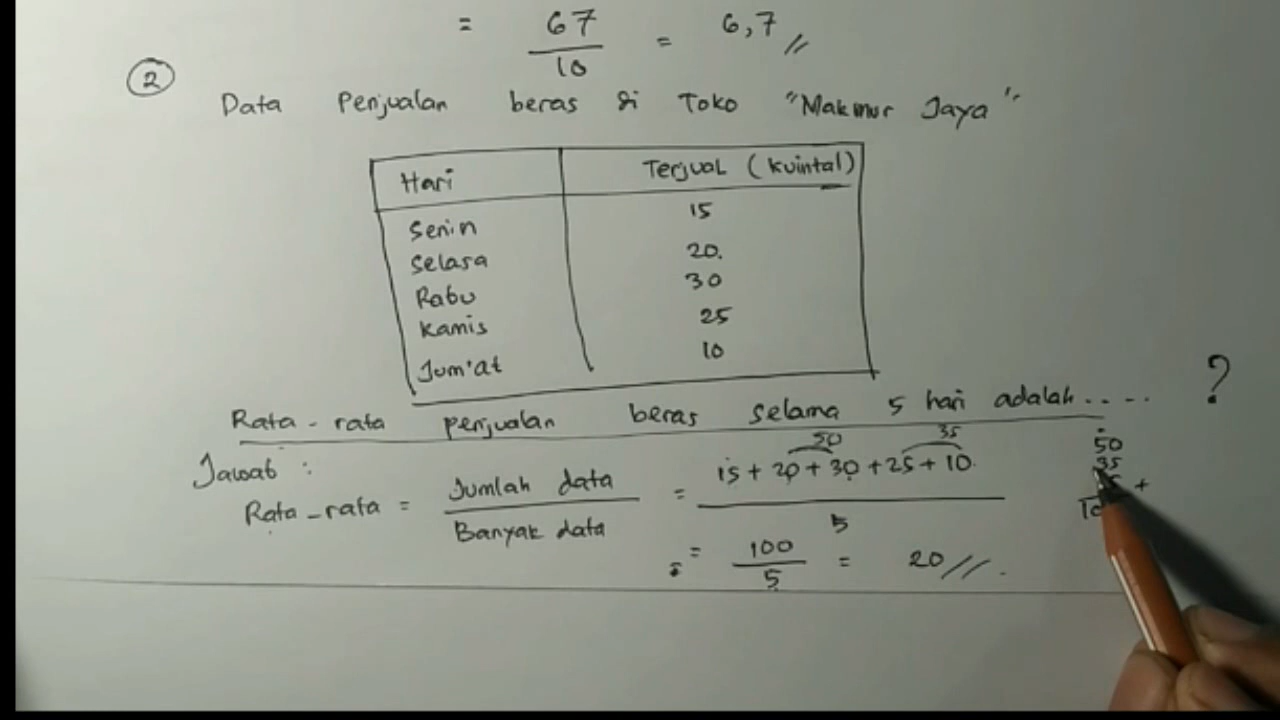 = 67 / 10 = 6,7 //
2
Data Penjualan beras di Toko "Makmur Jaya"
Hari Terjual (kuintal)
Senin 15
Selasa 20.
Rabu 30
Kamis 25
Jum'at 10
Rata-rata penjualan beras selama 5 hari adalah.... ?
Jawab :
Rata-rata = Jumlah data / Banyak data = 15 + 20 + 30 + 25 + 10 / 5
50 35
50
35
+
= 100 / 5 = 20 //.